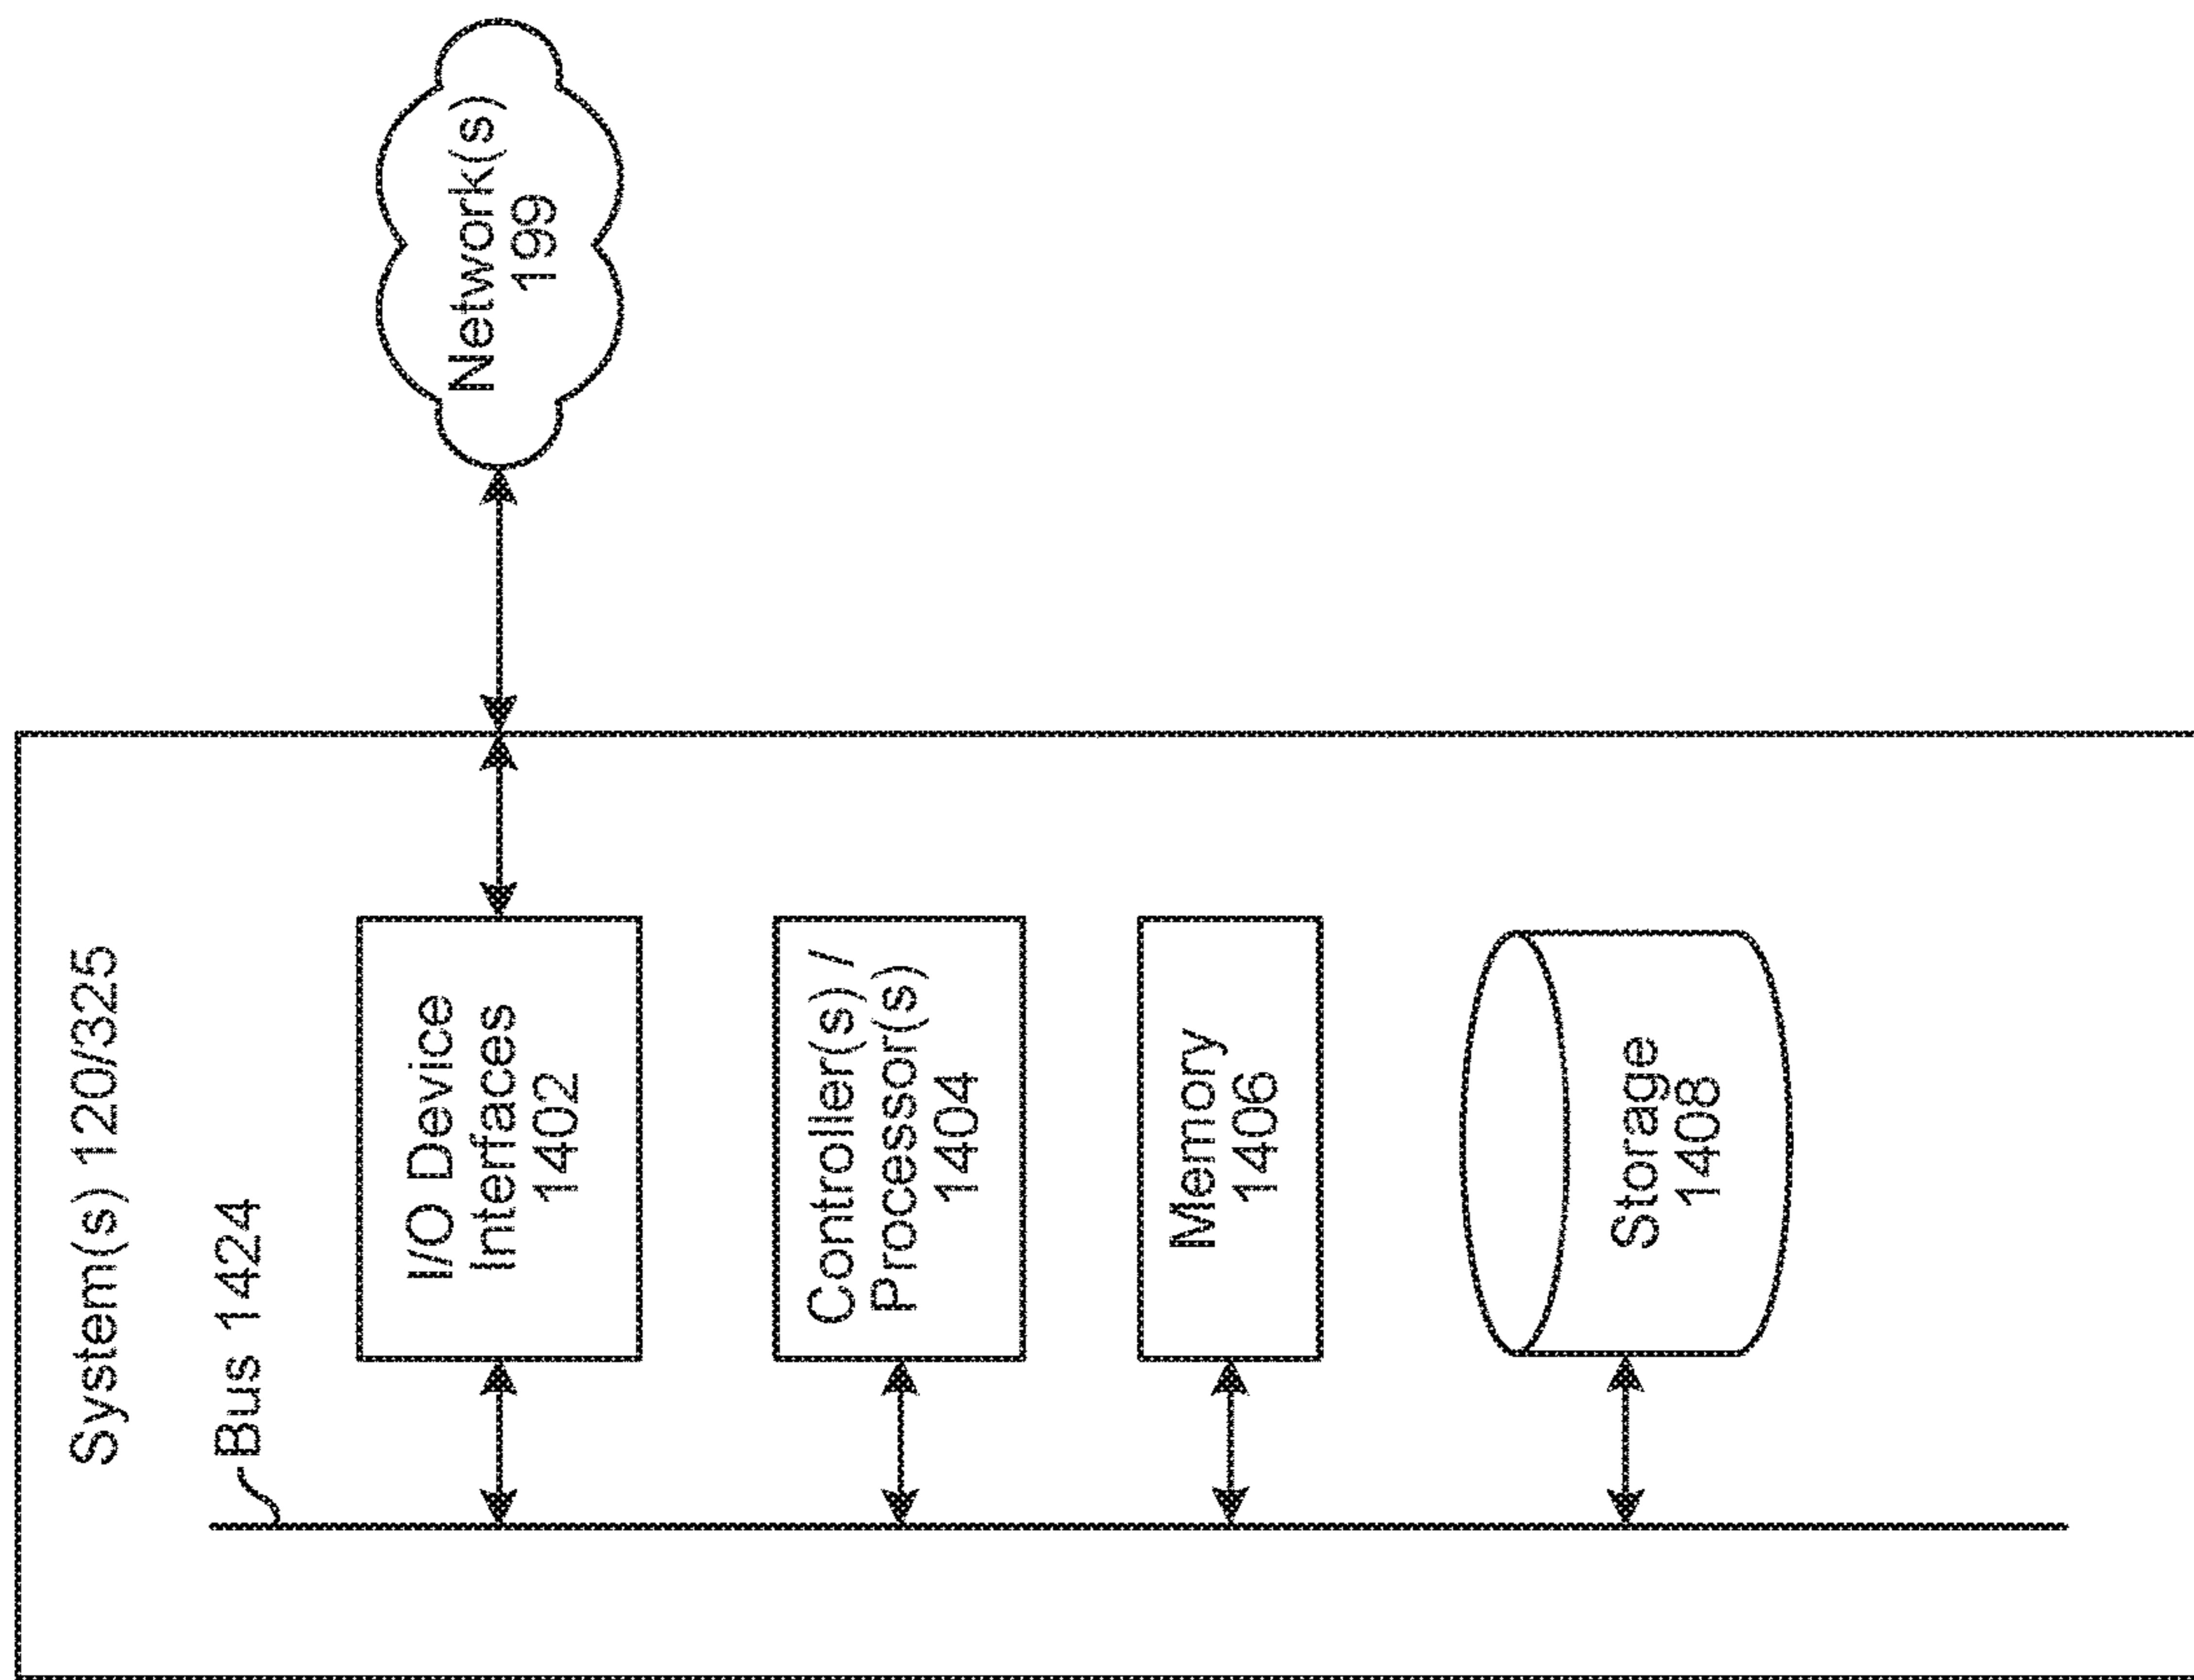 System(s) 120/325
Bus 1424
I/O Device
Interfaces
1402
Controller(s) /
Processor(s)
1404
Memory
1406
Storage
1408
Network(s)
199